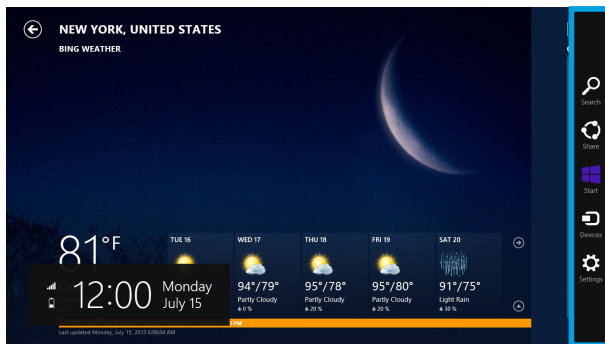 NEW YORK, UNITED STATES
BING WEATHER
Search
Share
Start
Devices
Settings
81°F
TUE 16
WED 17
94°/79°
Partly Cloudy
0 %
THU 18
95°/78°
Partly Cloudy
20 %
FRI 19
95°/80°
Partly Cloudy
20 %
SAT 20
91°/75°
Light Rain
30 %
12:00
Monday
July 15
PM
Last updated Monday, July 15, 2013 6:06:04 AM